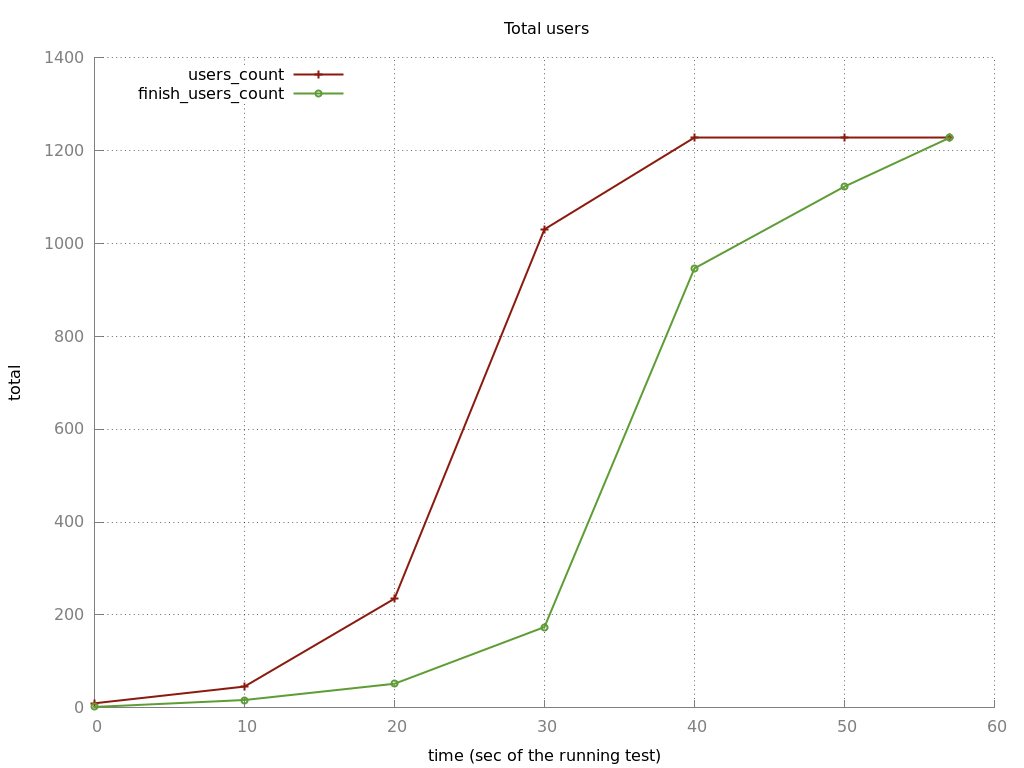 Total users
users_count
finish_users_count
1400
1200
1000
800
600
400
200
0
total
0 10 20 30 40 50 60
time (sec of the running test)